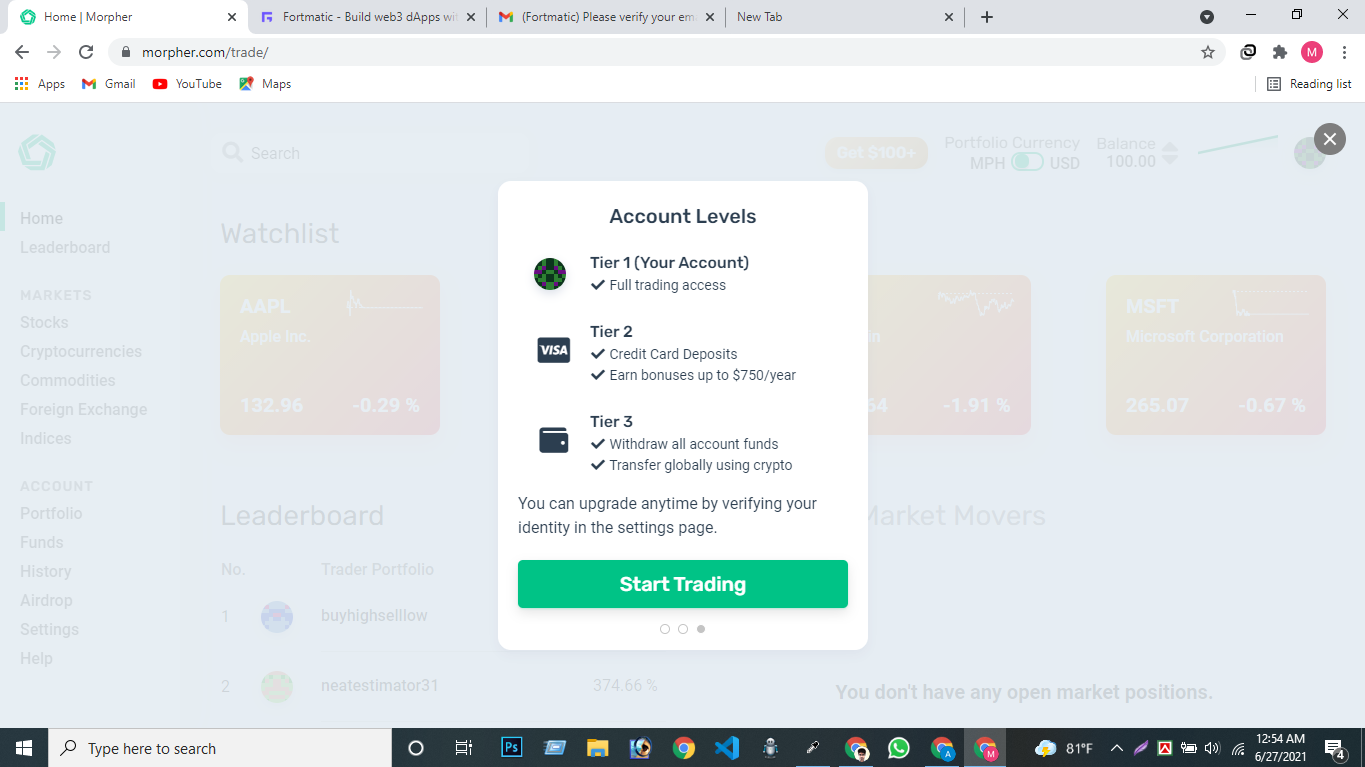 Home | Morpher
Fortmatic - Build web3 dApps wit
(Fortmatic) Please verify your em
New Tab
morpher.com/trade/
M
Apps
Gmail
YouTube
Maps
Reading list
Search
Get $100+
Portfolio Currency
MPH
USD
Balance
100.00
Home
Leaderboard
MARKETS
Stocks
Cryptocurrencies
Commodities
Foreign Exchange
Indices
ACCOUNT
Portfolio
Funds
History
Airdrop
Settings
Help
Watchlist
AAPL
Apple Inc.
132.96
-0.29 %
-1.91 %
MSFT
Microsoft Corporation
265.07
-0.67 %
Account Levels
Tier 1 (Your Account)
Full trading access
VISA
Tier 2
Credit Card Deposits
Earn bonuses up to $750/year
Tier 3
Withdraw all account funds
Transfer globally using crypto
You can upgrade anytime by verifying your
identity in the settings page.
Start Trading
Leaderboard
No.
Trader Portfolio
1
buyhighselllow
2
neatestimator31
374.66 %
Market Movers
You don't have any open market positions.
Type here to search
Ps
A
M
81°F
12:54 AM
6/27/2021
4